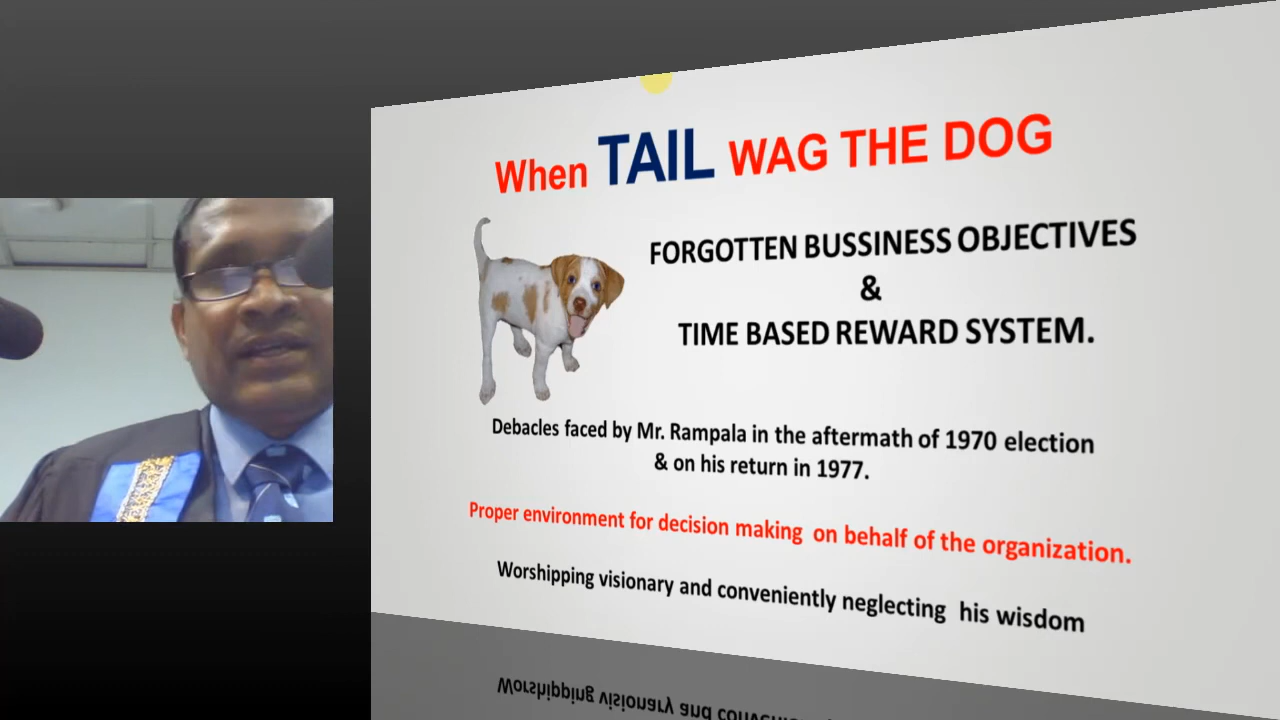 When TAIL WAG THE DOG
FORGOTTEN BUSSINESS OBJECTIVES
&
TIME BASED REWARD SYSTEM.
Debacles faced by Mr. Rampala in the aftermath of 1970 election
& on his return in 1977.
Proper environment for decision making on behalf of the organization.
Worshipping visionary and conveniently neglecting his wisdom